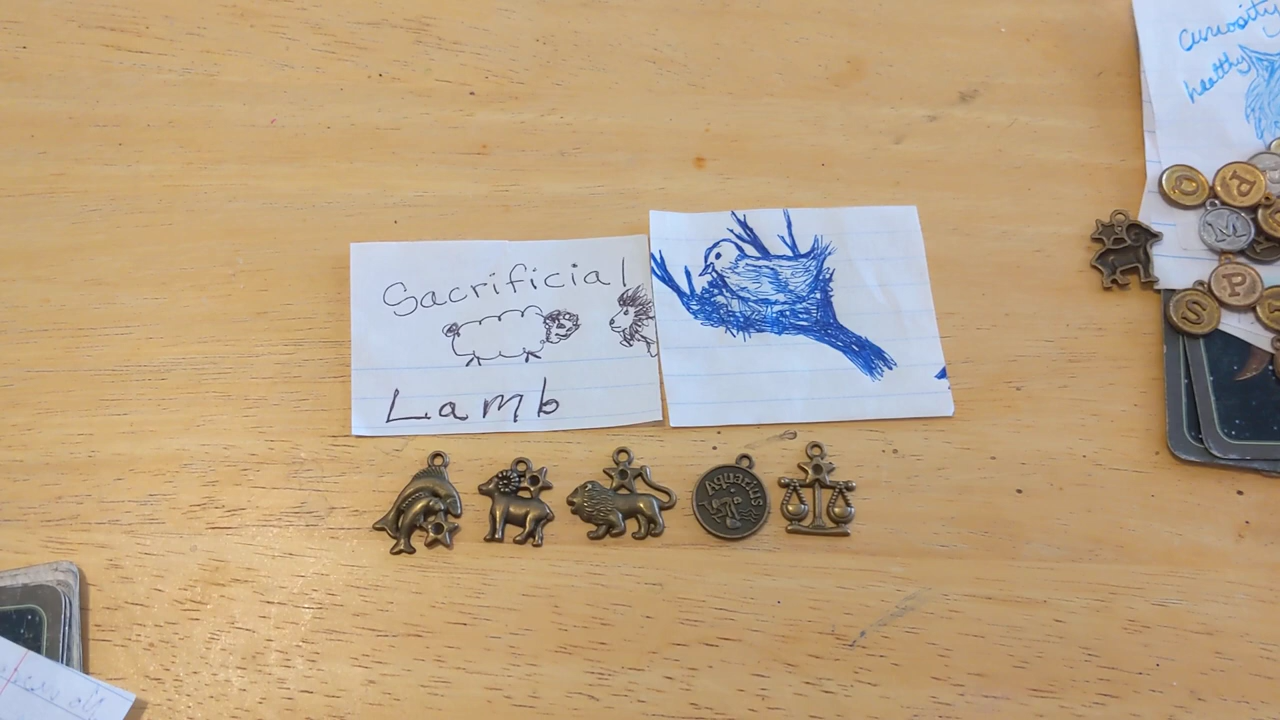 curiosity
healthy
Sacrificial
Lamb
Aquarius
O
P
M
P
S